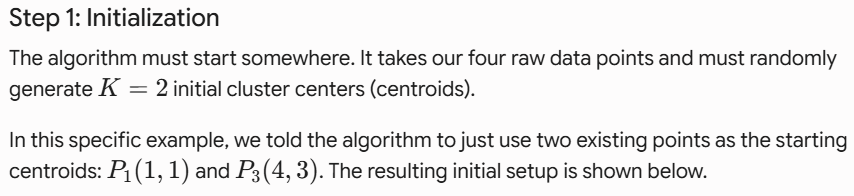 Step 1: Initialization
The algorithm must start somewhere. It takes our four raw data points and must randomly
generate K = 2 initial cluster centers (centroids).
In this specific example, we told the algorithm to just use two existing points as the starting
centroids: P₁(1, 1) and P₃(4, 3). The resulting initial setup is shown below.